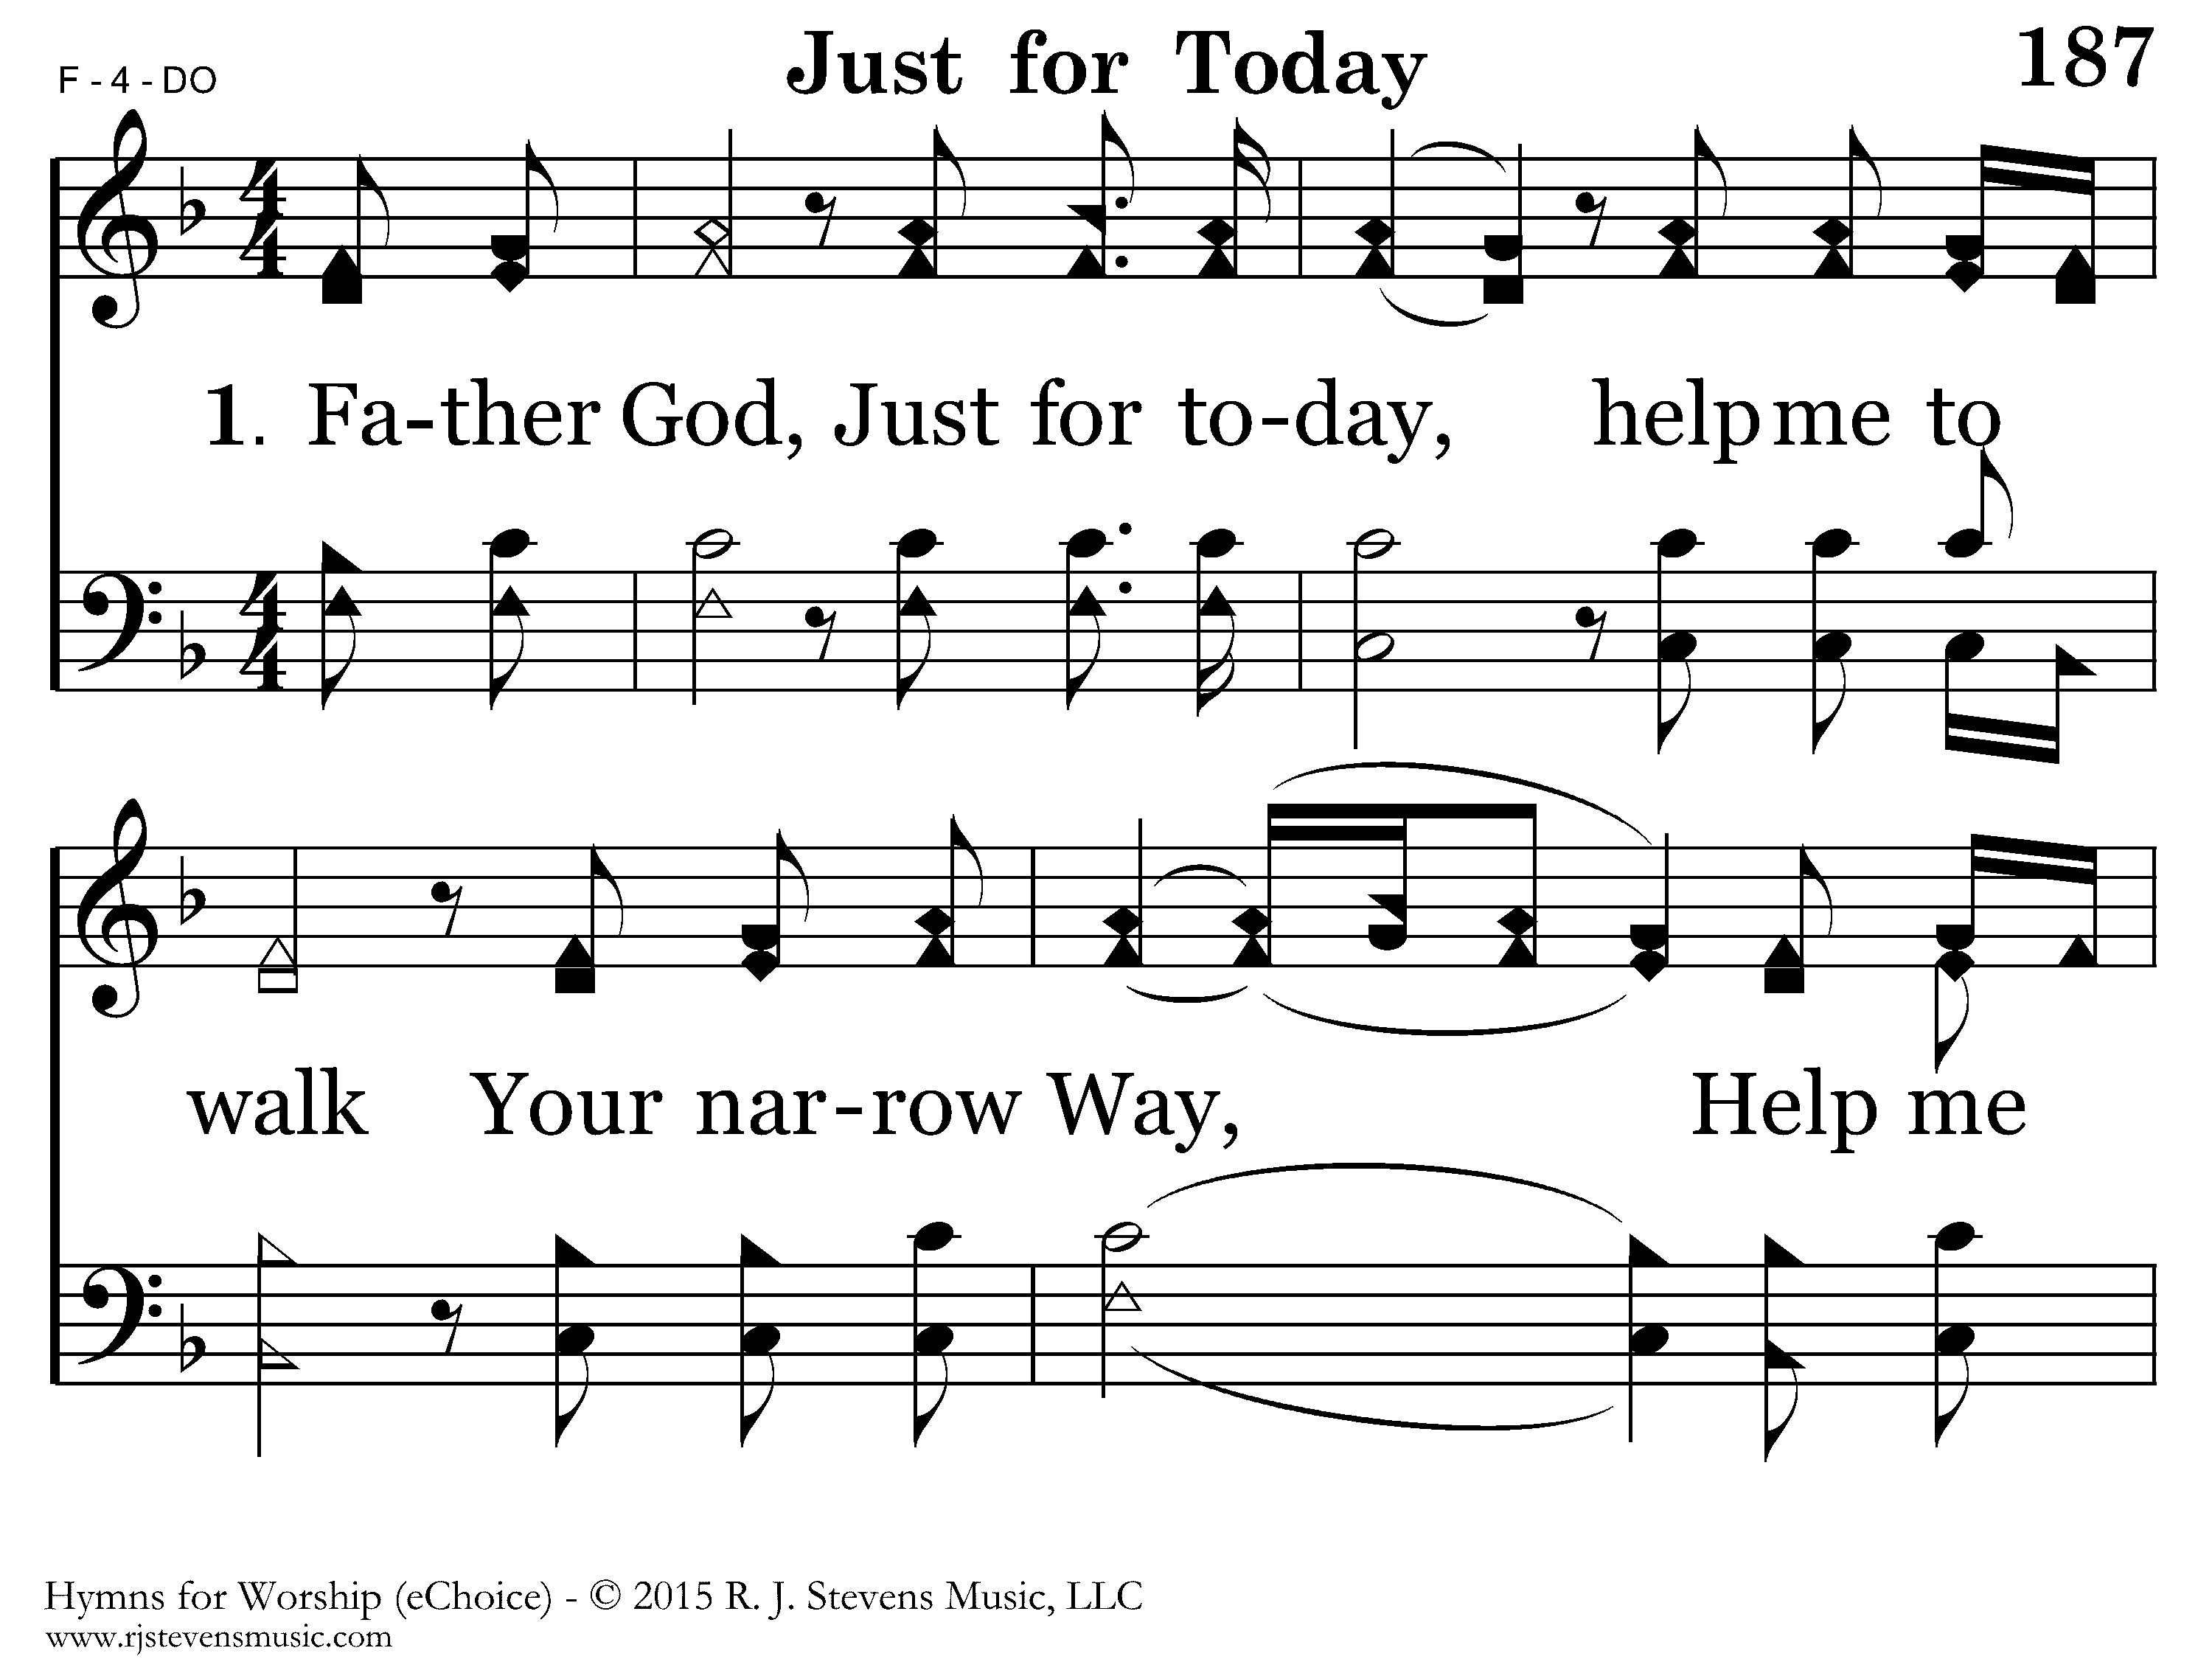 Just for Today
187
F - 4 - DO
1. Fa-ther God, Just for to-day, help me to
walk Your nar-row Way, Help me
Hymns for Worship (eChoice) - © 2015 R. J. Stevens Music, LLC
www.rjstevensmusic.com